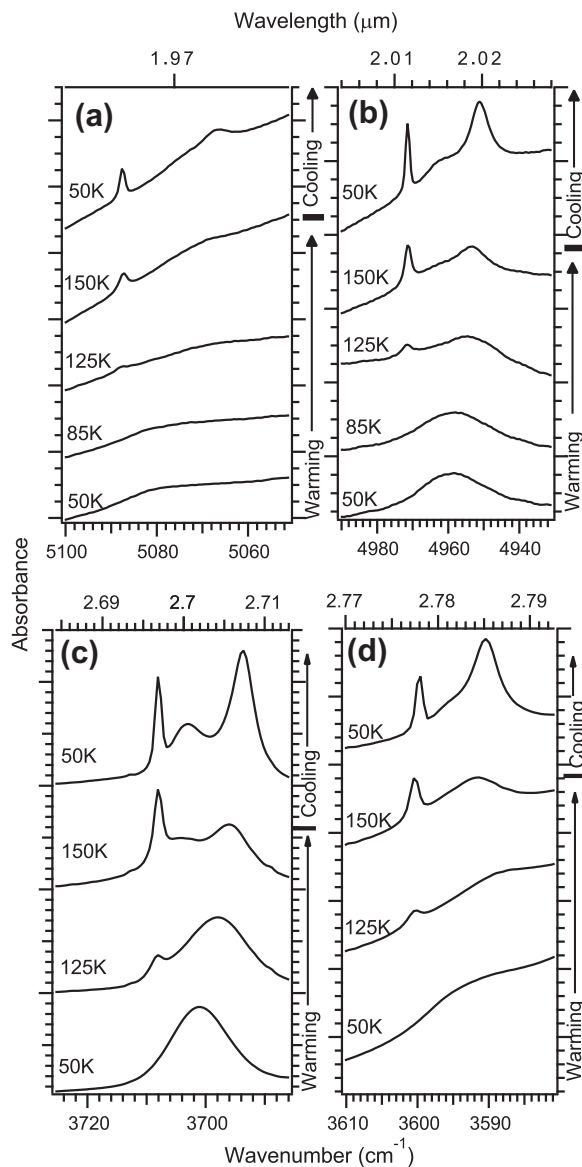 Wavelength (μm)
1.97
2.01 2.02
(a)
(b)
50K
150K
125K
85K
50K
Warming
Cooling
50K
150K
125K
85K
50K
Warming
Cooling
5100 5080 5060
4980 4960 4940
Absorbance
2.69 2.7 2.71
2.77 2.78 2.79
(c)
(d)
50K
150K
125K
50K
Warming
Cooling
50K
150K
125K
50K
Warming
Cooling
3720 3700
3610 3600 3590
Wavenumber (cm⁻¹)